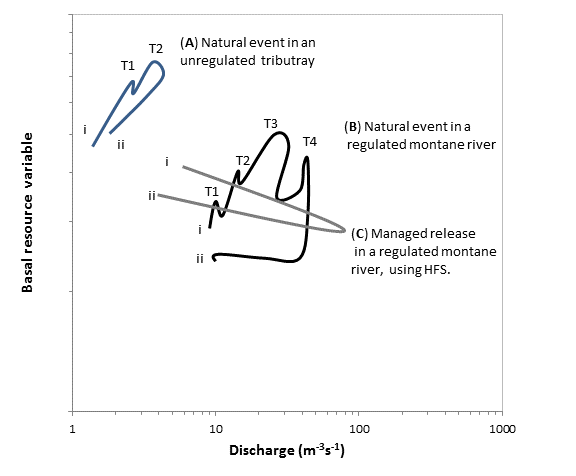 T2
(A) Natural event in an
T1
unregulated tributray
i
ii
T3
T4
(B) Natural event in a
regulated montane river
i
T2
ii
T1
i
(C) Managed release
in a regulated montane
river, using HFS.
ii
Basal resource variable
1
10
100
1000
Discharge (m⁻³s⁻¹)